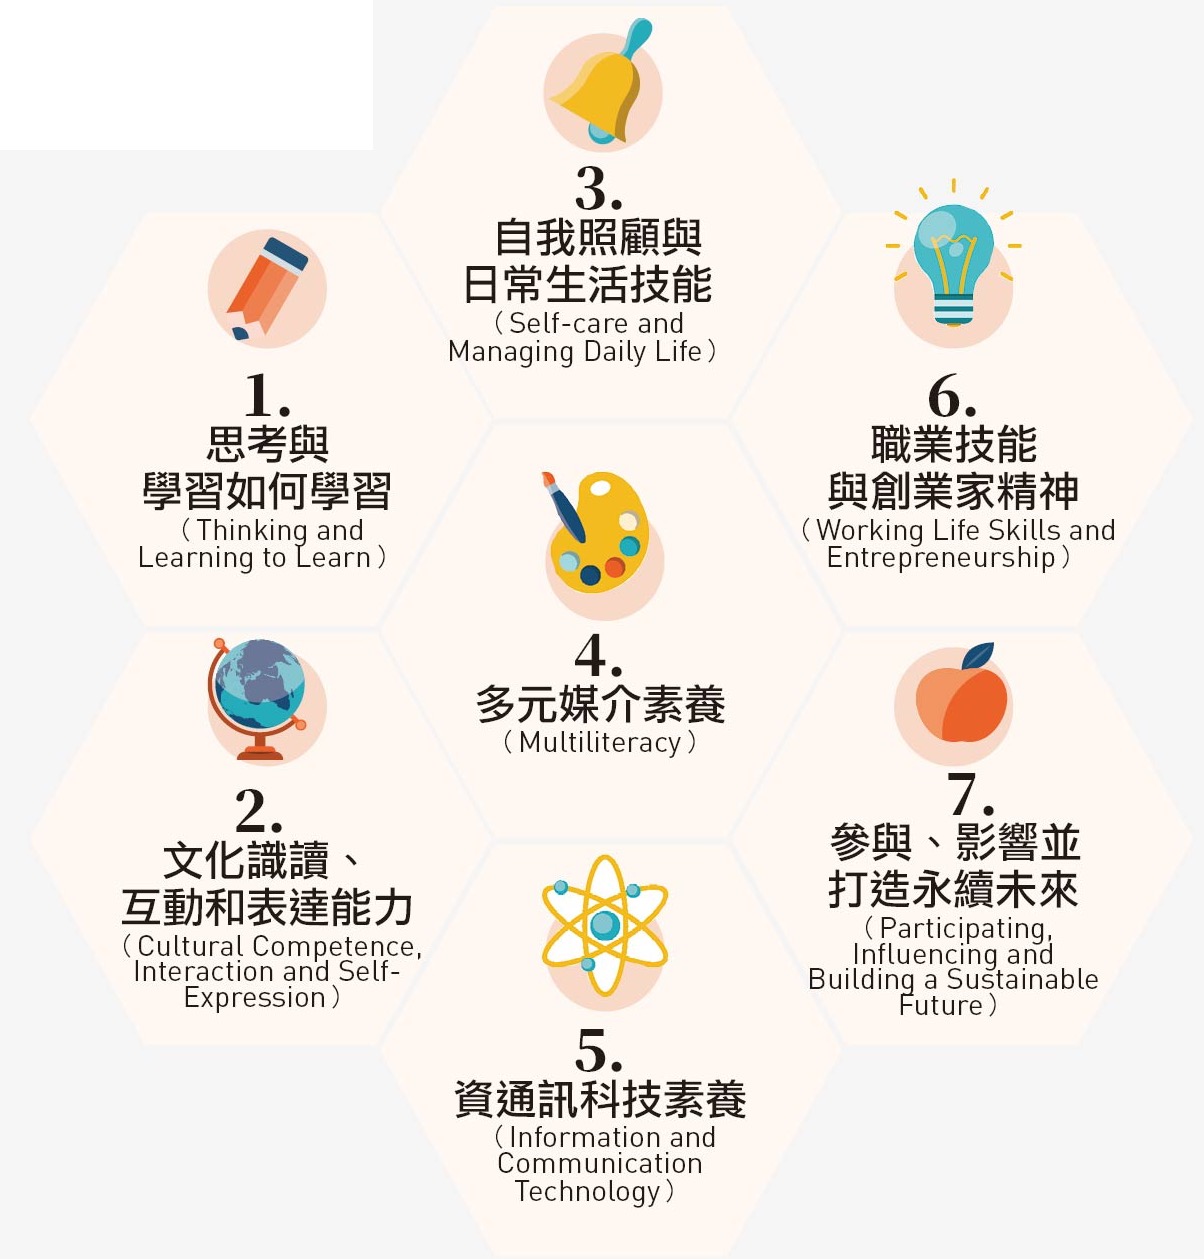 1.
思考與
學習如何學習
（Thinking and
Learning to Learn）
2.
文化識讀、
互動和表達能力
（Cultural Competence,
Interaction and Self-
Expression）
3.
自我照顧與
日常生活技能
（Self-care and
Managing Daily Life）
4.
多元媒介素養
（Multiliteracy）
5.
資通訊科技素養
（Information and
Communication
Technology）
6.
職業技能
與創業家精神
（Working Life Skills and
Entrepreneurship）
7.
參與、影響並
打造永續未來
（Participating,
Influencing and
Building a Sustainable
Future）